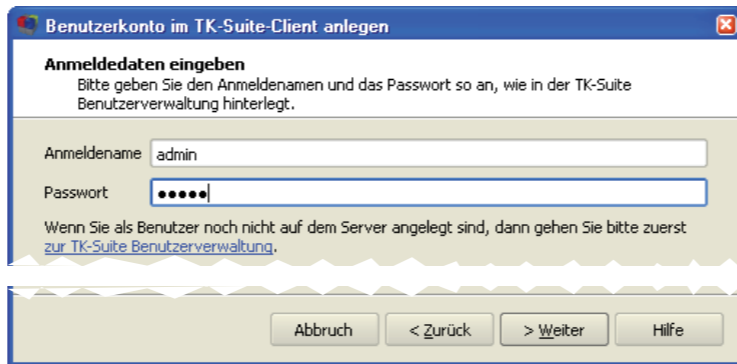 Benutzerkonto im TK-Suite-Client anlegen
Anmeldedaten eingeben
Bitte geben Sie den Anmeldenamen und das Passwort so an, wie in der TK-Suite
Benutzerverwaltung hinterlegt.
Anmeldename admin
Passwort •••••
Wenn Sie als Benutzer noch nicht auf dem Server angelegt sind, dann gehen Sie bitte zuerst
zur TK-Suite Benutzerverwaltung.
Abbruch < Zurück > Weiter Hilfe